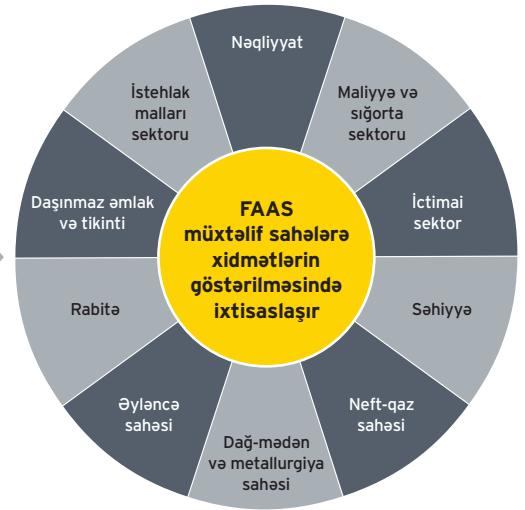 Nəqliyyat
Maliyyə və
sığorta
sektoru
İctimai
sektor
Səhiyyə
Neft-qaz
sahəsi
Dağ-mədən
və metallurgiya
sahəsi
Əyləncə
sahəsi
Rabitə
Daşınmaz əmlak
və tikinti
İstehlak
malları
sektoru
FAAS
müxtəlif sahələrə
xidmətlərin
göstərilməsində
ixtisaslaşır